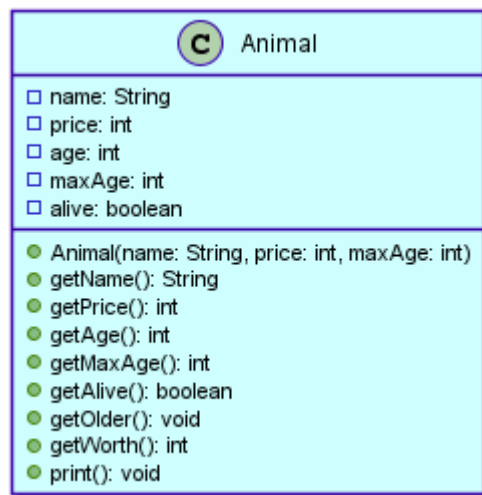 C Animal
name: String
price: int
age: int
maxAge: int
alive: boolean
Animal(name: String, price: int, maxAge: int)
getName(): String
getPrice(): int
getAge(): int
getMaxAge(): int
getAlive(): boolean
getOlder(): void
getWorth(): int
print(): void